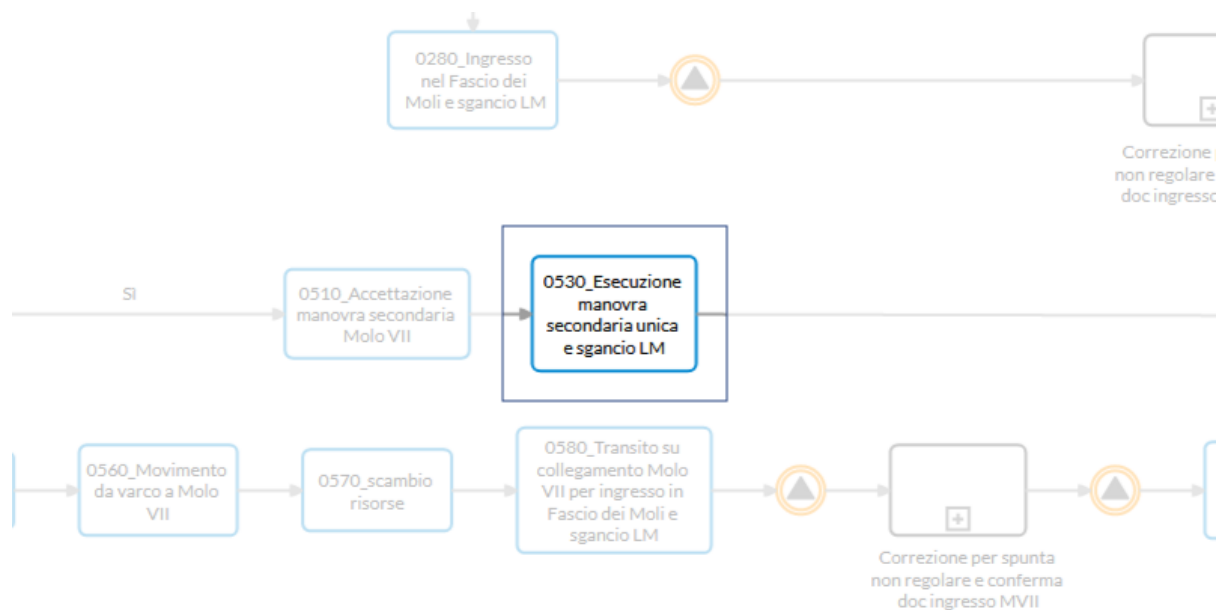 0280_Ingresso
nel Fascio dei
Moli e sgancio LM
Correzione
non regolare
doc ingresso
SI
0510_Accettazione
manovra secondaria
Molo VII
0530_Esecuzione
manovra
secondaria unica
e sgancio LM
0560_Movimento
da varco a Molo
VII
0570_scambio
risorse
0580_Transito su
collegamento Molo
VII per ingresso in
Fascio dei Moli e
sgancio LM
Correzione per spunta
non regolare e conferma
doc ingresso MVII